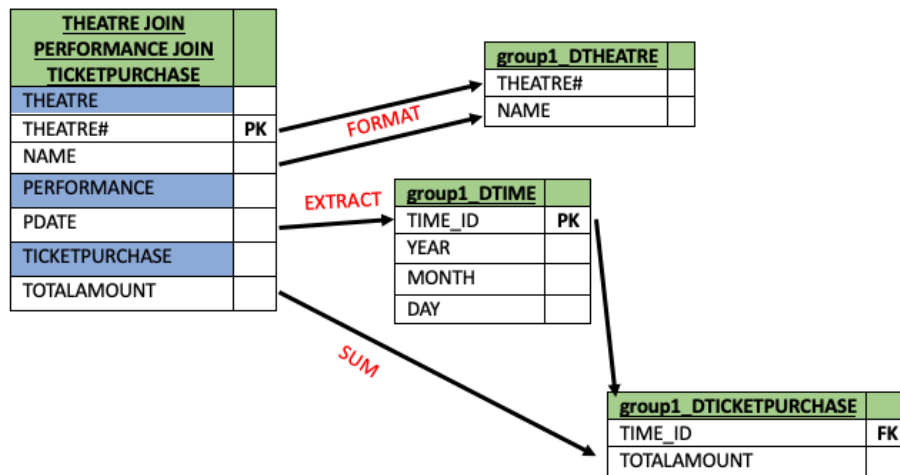 THEATRE JOIN
PERFORMANCE JOIN
TICKETPURCHASE
THEATRE
THEATRE# PK
NAME
PERFORMANCE
PDATE
TICKETPURCHASE
TOTALAMOUNT
FORMAT
group1_DTHEATRE
THEATRE#
NAME
EXTRACT
group1_DTIME
TIME_ID PK
YEAR
MONTH
DAY
SUM
group1_DTICKETPURCHASE
TIME_ID FK
TOTALAMOUNT